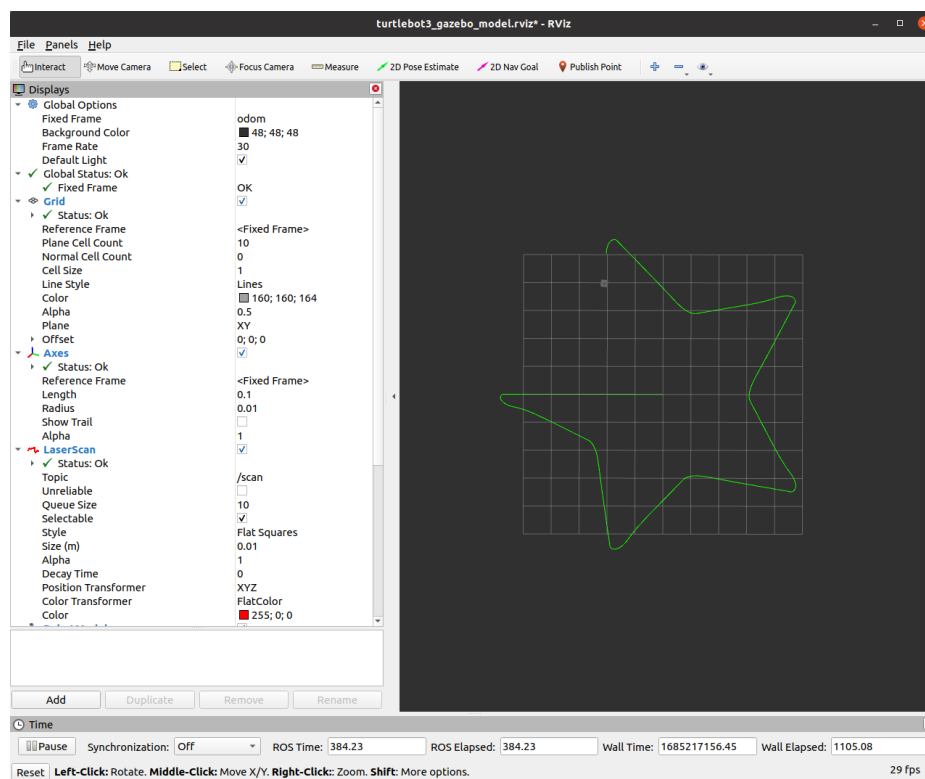 turtlebot3_gazebo_model.rviz* - RViz
File Panels Help
Interact Move Camera Select Focus Camera Measure 2D Pose Estimate 2D Nav Goal Publish Point
Displays
Global Options
Fixed Frame odom
Background Color 48; 48; 48
Frame Rate 30
Default Light
Global Status: Ok
Fixed Frame OK
Grid
Status: Ok
Reference Frame <Fixed Frame>
Plane Cell Count 10
Normal Cell Count 0
Cell Size 1
Line Style Lines
Color 160; 160; 164
Alpha 0.5
Plane XY
Offset 0; 0; 0
Axes
Status: Ok
Reference Frame <Fixed Frame>
Length 0.1
Radius 0.01
Show Trail
Alpha 1
LaserScan
Status: Ok
Topic /scan
Unreliable
Queue Size 10
Selectable
Style Flat Squares
Size (m) 0.01
Alpha 1
Decay Time 0
Position Transformer XYZ
Color Transformer FlatColor
Color 255; 0; 0
Add Duplicate Remove Rename
Time
Pause Synchronization: Off ROS Time: 384.23 ROS Elapsed: 384.23 Wall Time: 1685217156.45 Wall Elapsed: 1105.08
Reset Left-Click: Rotate. Middle-Click: Move X/Y. Right-Click:: Zoom. Shift: More options. 29 fps